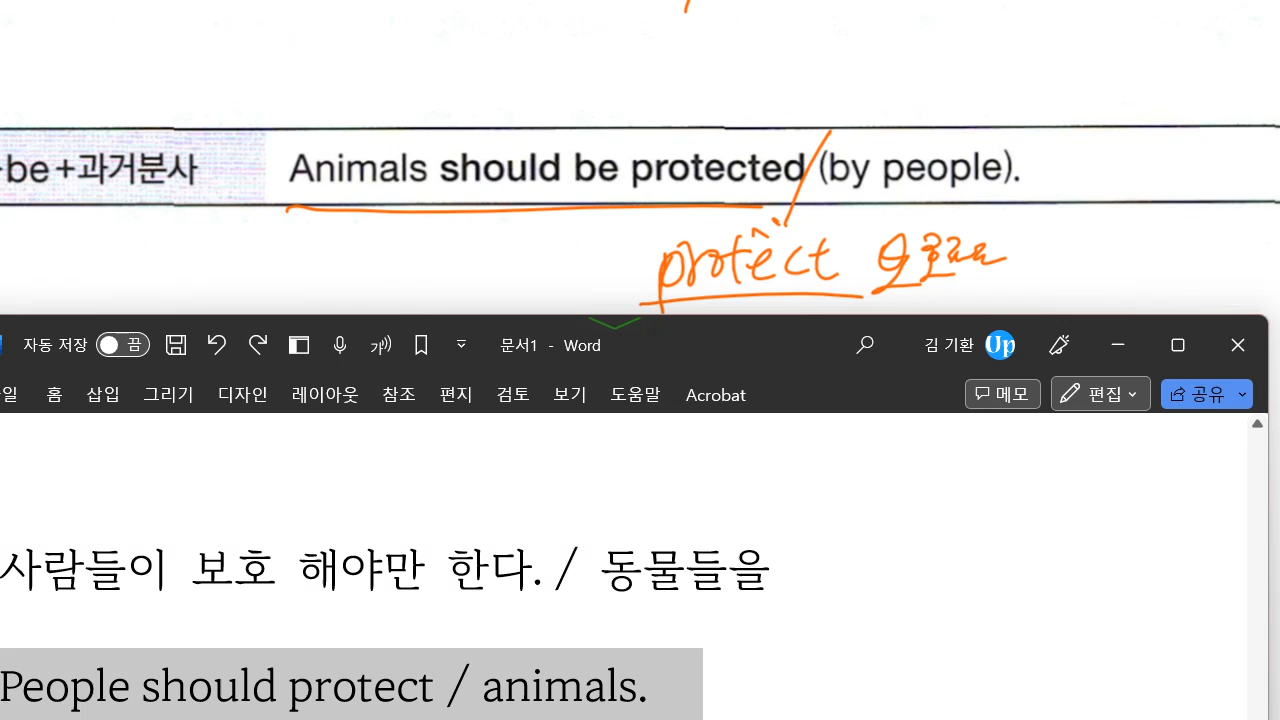 be+과거분사 Animals should be protected (by people).
protect
자동 저장 끔 문서1 - Word 김 기환 Up
일 홈 삽입 그리기 디자인 레이아웃 참조 편지 검토 보기 도움말 Acrobat 메모 편집 공유
사람들이 보호 해야만 한다. / 동물들을
People should protect / animals.